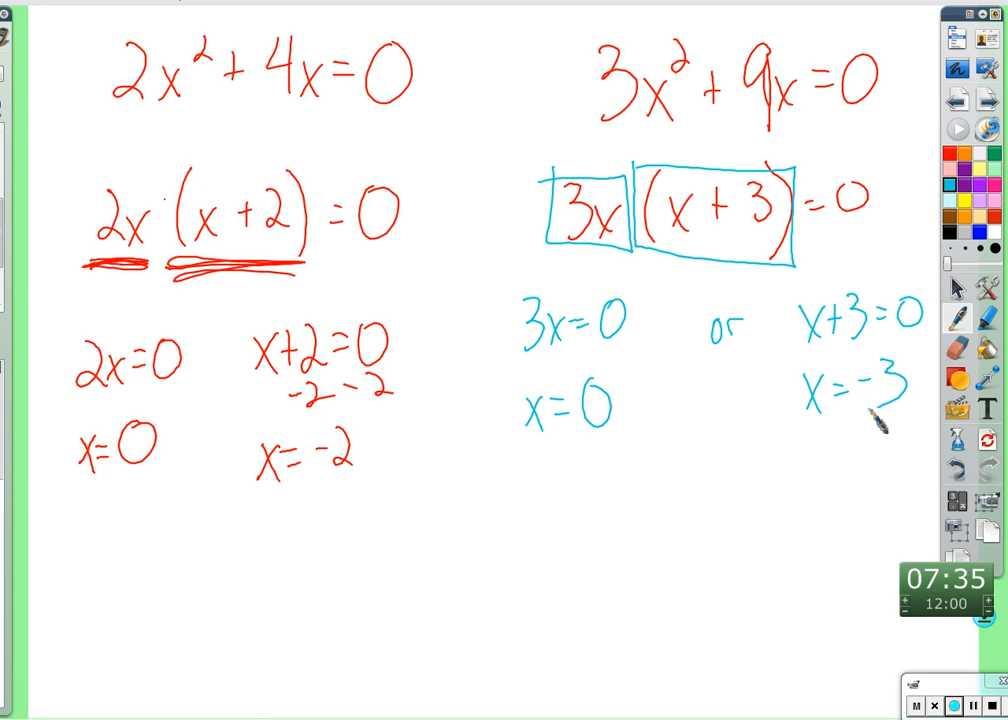 2x² + 4x = 0
2x · (x + 2) = 0
2x = 0 x + 2 = 0
-2 -2
x = 0 x = -2
3x² + 9x = 0
3x (x + 3) = 0
3x = 0 or x + 3 = 0
x = 0 x = -3
T
07:35
12:00
M